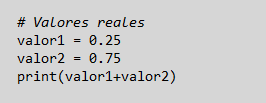 # Valores reales
valor1 = 0.25
valor2 = 0.75
print(valor1+valor2)